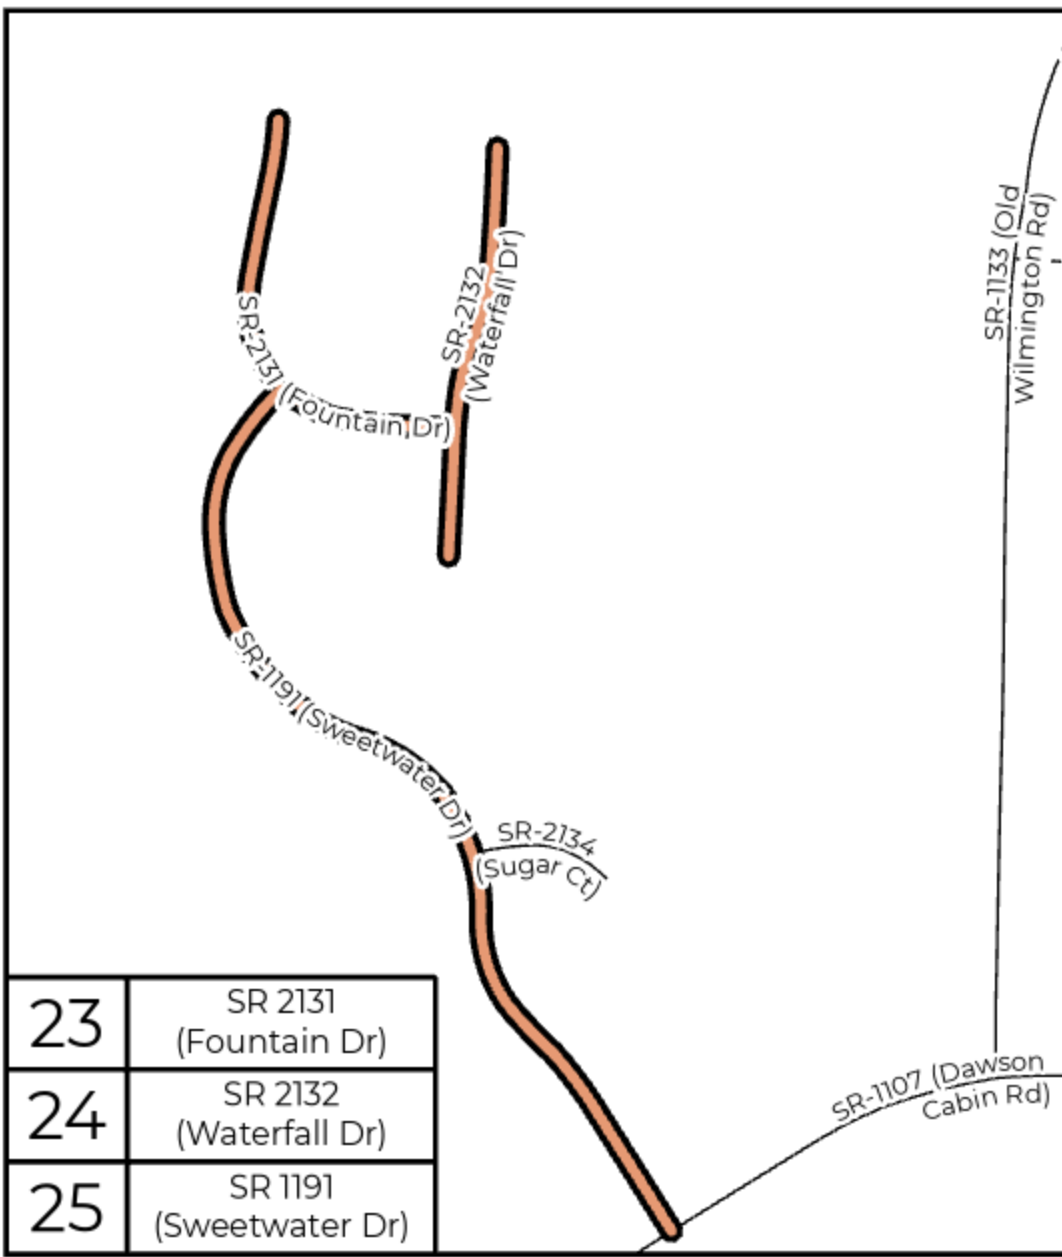 SR-1133 (Old
Wilmington Rd)
SR-2132
(Waterfall Dr)
SR-2131 (Fountain Dr)
SR-1191 (Sweetwater Dr)
SR-2134
(Sugar Ct)
SR-1107 (Dawson
Cabin Rd)
23
SR 2131
(Fountain Dr)
24
SR 2132
(Waterfall Dr)
25
SR 1191
(Sweetwater Dr)